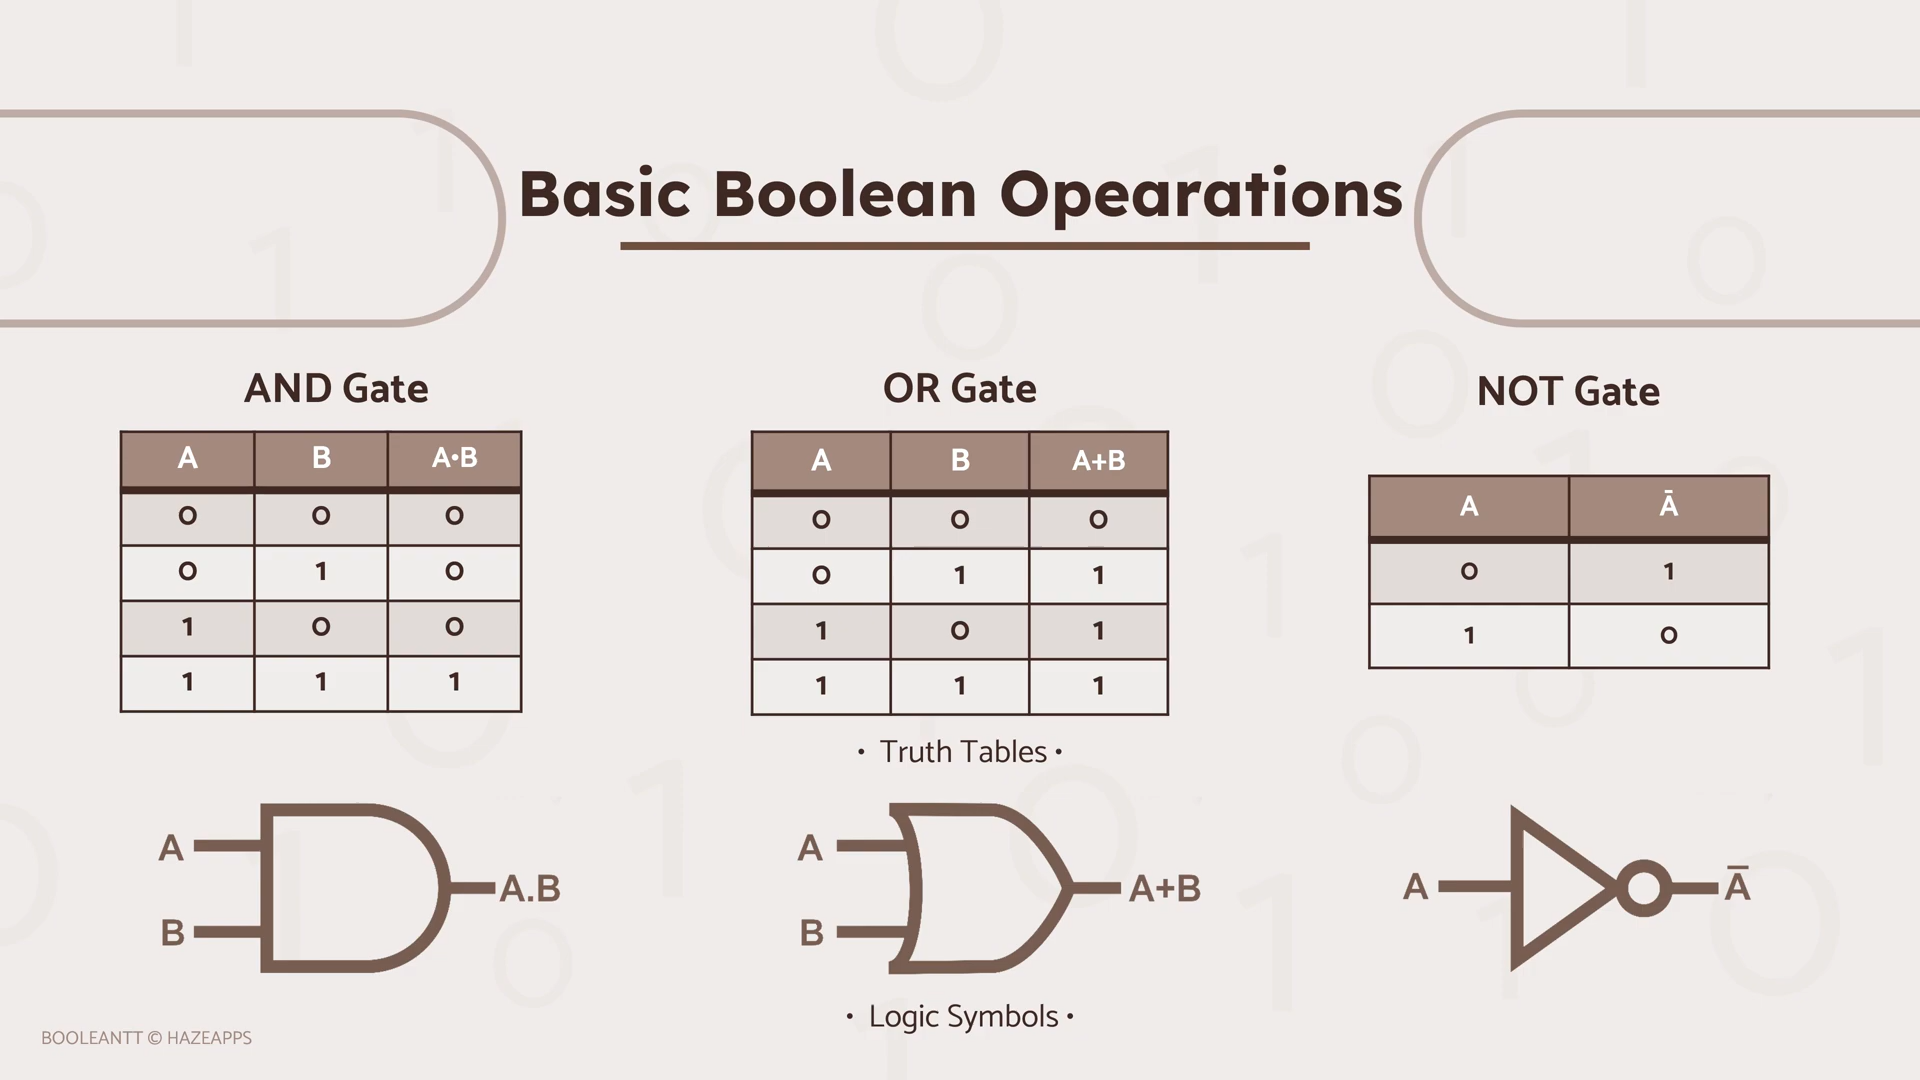 Basic Boolean Opearations
AND Gate
A B A•B
0 0 0
0 1 0
1 0 0
1 1 1
OR Gate
A B A+B
0 0 0
0 1 1
1 0 1
1 1 1
NOT Gate
A Ā
0 1
1 0
• Truth Tables •
A
B
A.B
A
B
A+B
A
Ā
• Logic Symbols •
BOOLEANTT © HAZEAPPS